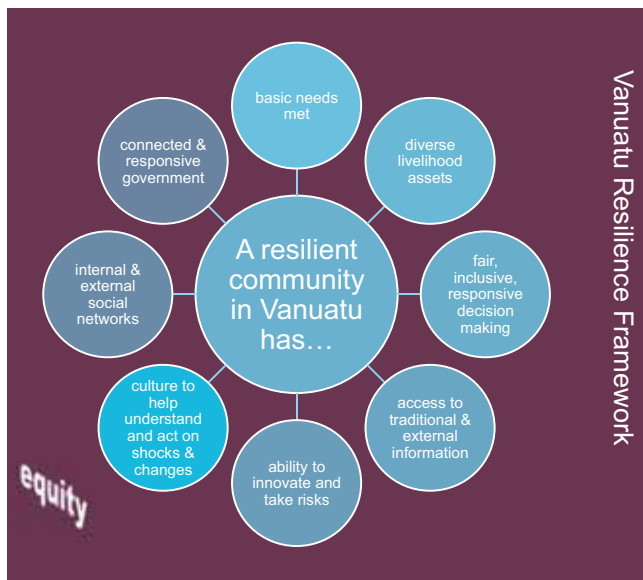 Vanuatu Resilience Framework
basic needs
met
diverse
livelihood
assets
fair,
inclusive,
responsive
decision
making
access to
traditional &
external
information
ability to
innovate and
take risks
culture to
help
understand
and act on
shocks &
changes
internal &
external
social
networks
connected &
responsive
government
A resilient
community
in Vanuatu
has…
equity